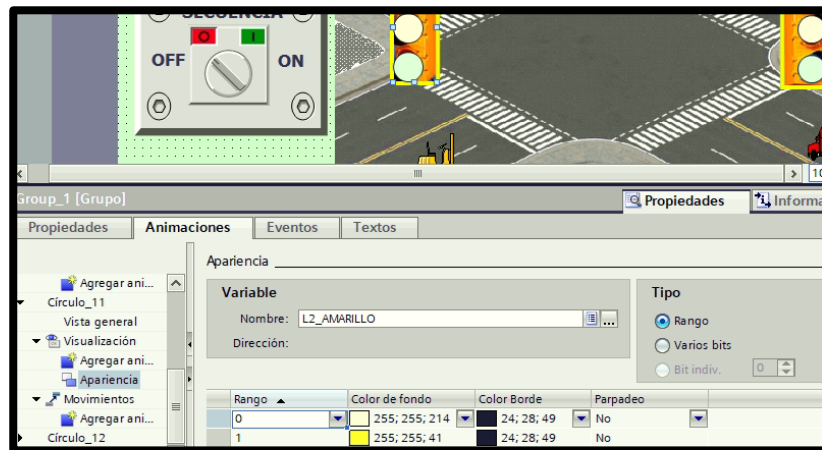 SECUENCIA
O I
OFF ON
10
Group_1 [Grupo]
Propiedades Informa
Propiedades Animaciones Eventos Textos
Apariencia
Agregar ani...
Círculo_11
Vista general
Visualización
Agregar ani...
Apariencia
Movimientos
Agregar ani...
Círculo_12
Variable
Nombre: L2_AMARILLO
Dirección:
Tipo
Rango
Varios bits
Bit indiv. 0
Rango Color de fondo Color Borde Parpadeo
0 255; 255; 214 24; 28; 49 No
1 255; 255; 41 24; 28; 49 No